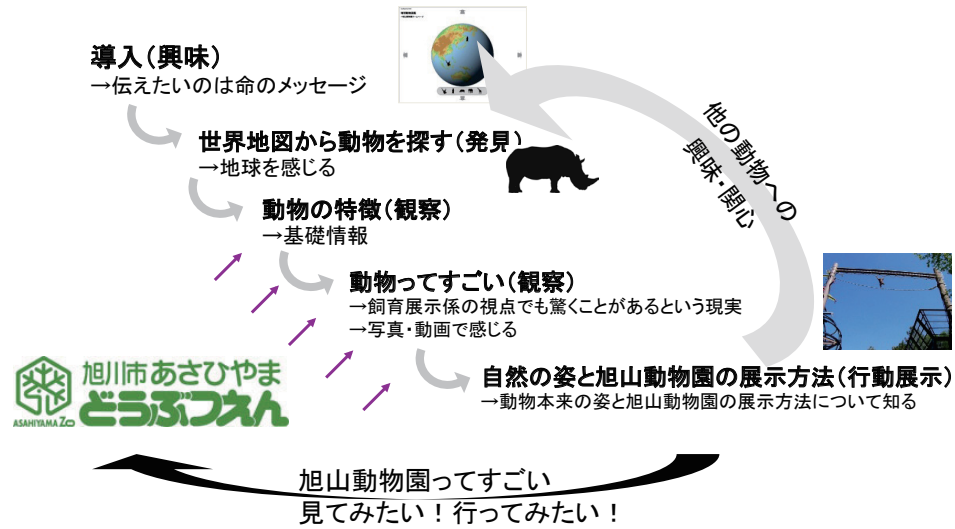 導入（興味）
→伝えたいのは命のメッセージ
世界地図から動物を探す（発見）
→地球を感じる
動物の特徴（観察）
→基礎情報
動物ってすごい（観察）
→飼育展示係の視点でも驚くことがあるという現実
→写真・動画で感じる
自然の姿と旭山動物園の展示方法（行動展示）
→動物本来の姿と旭山動物園の展示方法について知る
他の動物への
興味・関心
旭川市あさひやま
どうぶつえん
ASAHIYAMA Zoo
旭山動物園ってすごい
見てみたい！行ってみたい！